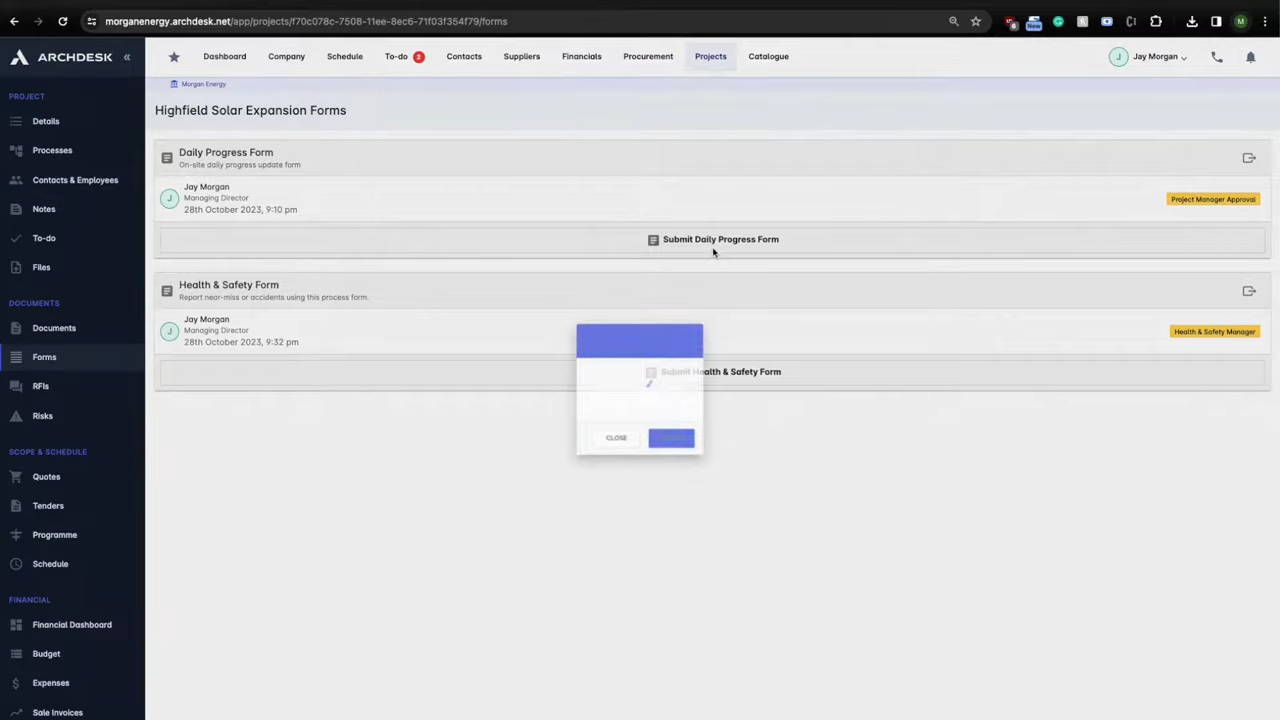 morganenergy.archdesk.net/app/projects/f70c078c-7508-11ee-8ec6-71f03f354f79/forms
6
New
M
ARCHDESK «
Dashboard Company Schedule To-do 2 Contacts Suppliers Financials Procurement Projects Catalogue
J Jay Morgan
Morgan Energy
Highfield Solar Expansion Forms
PROJECT
Details
Processes
Contacts & Employees
Notes
To-do
Files
DOCUMENTS
Documents
Forms
RFIs
Risks
SCOPE & SCHEDULE
Quotes
Tenders
Programme
Schedule
FINANCIAL
Financial Dashboard
Budget
Expenses
Sale Invoices
Daily Progress Form
On-site daily progress update form
J
Jay Morgan
Managing Director
28th October 2023, 9:10 pm
Project Manager Approval
Submit Daily Progress Form
Health & Safety Form
Report near-miss or accidents using this process form.
J
Jay Morgan
Managing Director
28th October 2023, 9:32 pm
Health & Safety Manager
Submit Health & Safety Form
CLOSE